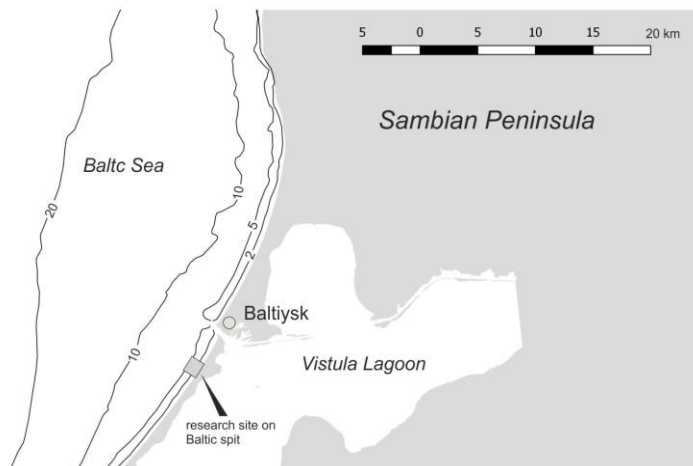 5 0 5 10 15 20 km
Sambian Peninsula
Baltc Sea
10
20
5
2
Baltiysk
10
Vistula Lagoon
research site on
Baltic spit